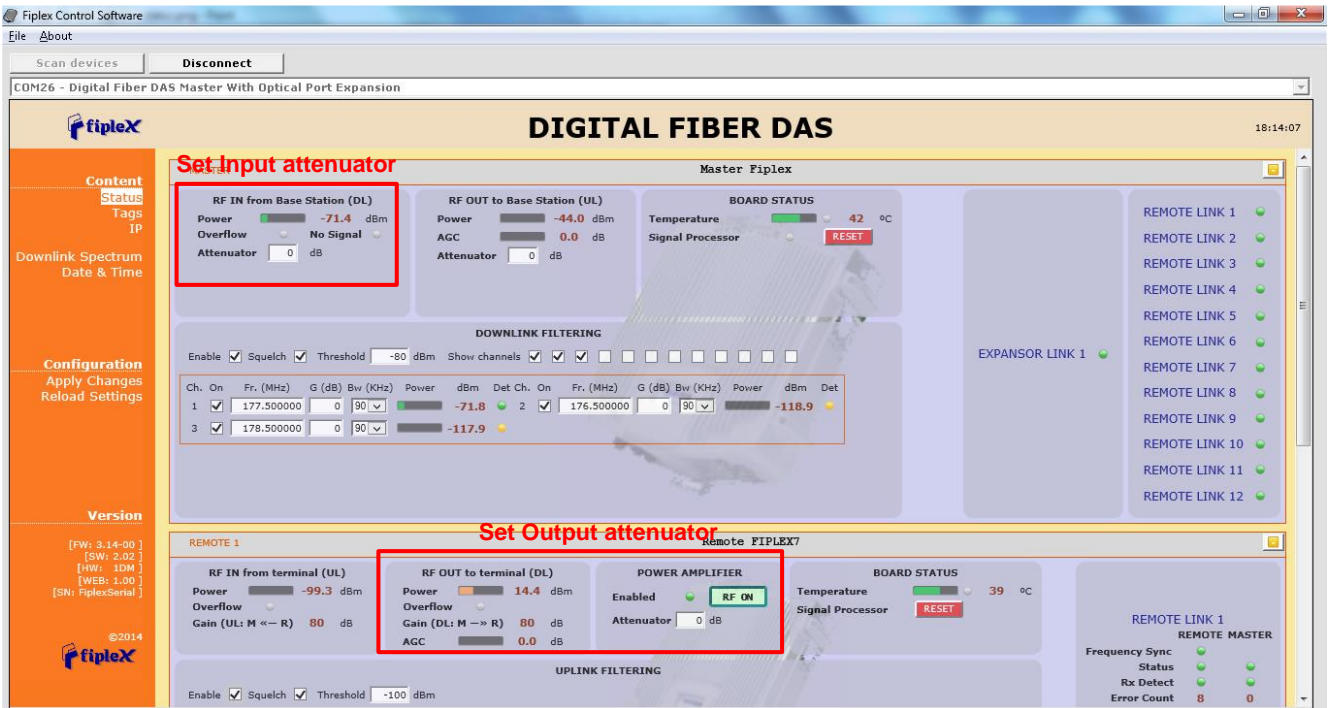 Fiplex Control Software
File About
Scan devices Disconnect
COM26 - Digital Fiber DAS Master With Optical Port Expansion
fipleX
DIGITAL FIBER DAS
18:14:07
Content
Status
Tags
IP
Downlink Spectrum
Date & Time
Configuration
Apply Changes
Reload Settings
Version
[FW: 3.14-00 ]
[SW: 2.02 ]
[HW: 1DM ]
[WEB: 1.00 ]
[SN: FiplexSerial ]
©2014
fipleX
Set Input attenuator
MASTER Master Fiplex
RF IN from Base Station (DL)
Power -71.4 dBm
Overflow No Signal
Attenuator 0 dB
RF OUT to Base Station (UL)
Power -44.0 dBm
AGC 0.0 dB
Attenuator 0 dB
BOARD STATUS
Temperature 42 ºC
Signal Processor RESET
DOWNLINK FILTERING
Enable Squelch Threshold -80 dBm Show channels
Ch. On Fr. (MHz) G (dB) Bw (KHz) Power dBm Det Ch. On Fr. (MHz) G (dB) Bw (KHz) Power dBm Det
1 177.500000 0 90 -71.8 2 176.500000 0 90 -118.9
3 178.500000 0 90 -117.9
EXPANSOR LINK 1
REMOTE LINK 1
REMOTE LINK 2
REMOTE LINK 3
REMOTE LINK 4
REMOTE LINK 5
REMOTE LINK 6
REMOTE LINK 7
REMOTE LINK 8
REMOTE LINK 9
REMOTE LINK 10
REMOTE LINK 11
REMOTE LINK 12
Set Output attenuator
REMOTE 1 Remote FIPLEX7
RF IN from terminal (UL)
Power -99.3 dBm
Overflow
Gain (UL: M «— R) 80 dB
RF OUT to terminal (DL)
Power 14.4 dBm
Overflow
Gain (DL: M —» R) 80 dB
AGC 0.0 dB
POWER AMPLIFIER
Enabled RF ON
Attenuator 0 dB
BOARD STATUS
Temperature 39 ºC
Signal Processor RESET
UPLINK FILTERING
Enable Squelch Threshold -100 dBm
REMOTE LINK 1
REMOTE MASTER
Frequency Sync
Status
Rx Detect
Error Count 8 0